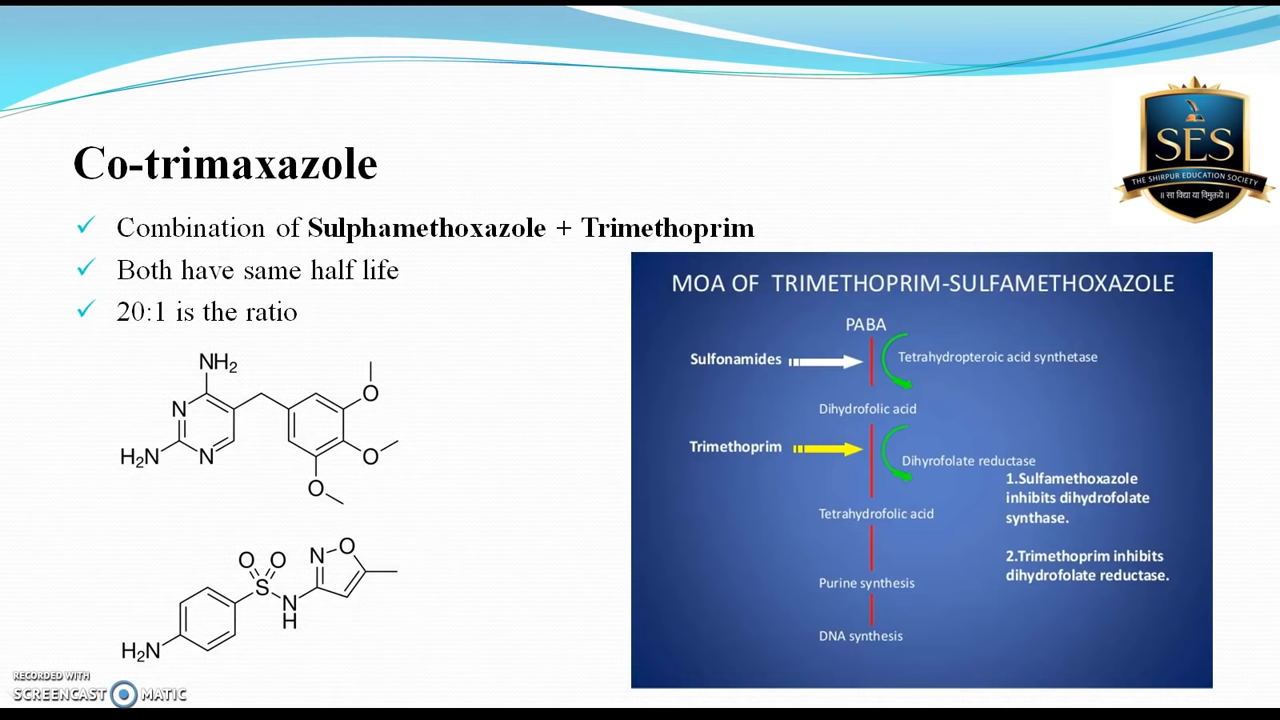 SES
THE SHIRPUR EDUCATION SOCIETY
॥ सा विद्या या विमुक्तये ॥
Co-trimaxazole
✓ Combination of Sulphamethoxazole + Trimethoprim
✓ Both have same half life
✓ 20:1 is the ratio
NH2
N
N
H2N
O
O
O
O O
S
N
H
N O
H2N
MOA OF TRIMETHOPRIM-SULFAMETHOXAZOLE
PABA
Sulfonamides
Tetrahydropteroic acid synthetase
Dihydrofolic acid
Trimethoprim
Dihyrofolate reductase
1.Sulfamethoxazole
inhibits dihydrofolate
synthase.
Tetrahydrofolic acid
2.Trimethoprim inhibits
dihydrofolate reductase.
Purine synthesis
DNA synthesis
RECORDED WITH
SCREENCAST MATIC